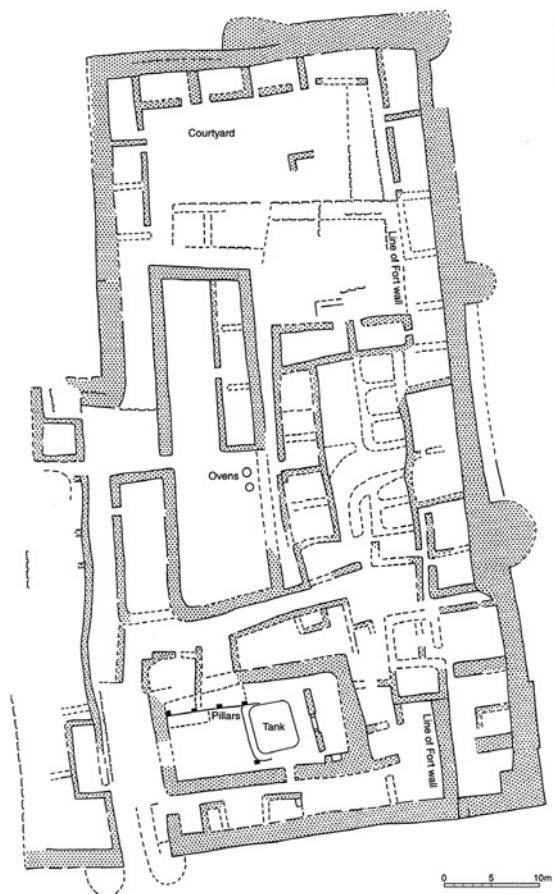 Courtyard
Line of Fort wall
Ovens
Pillars
Tank
Line of Fort wall
0 5 10m